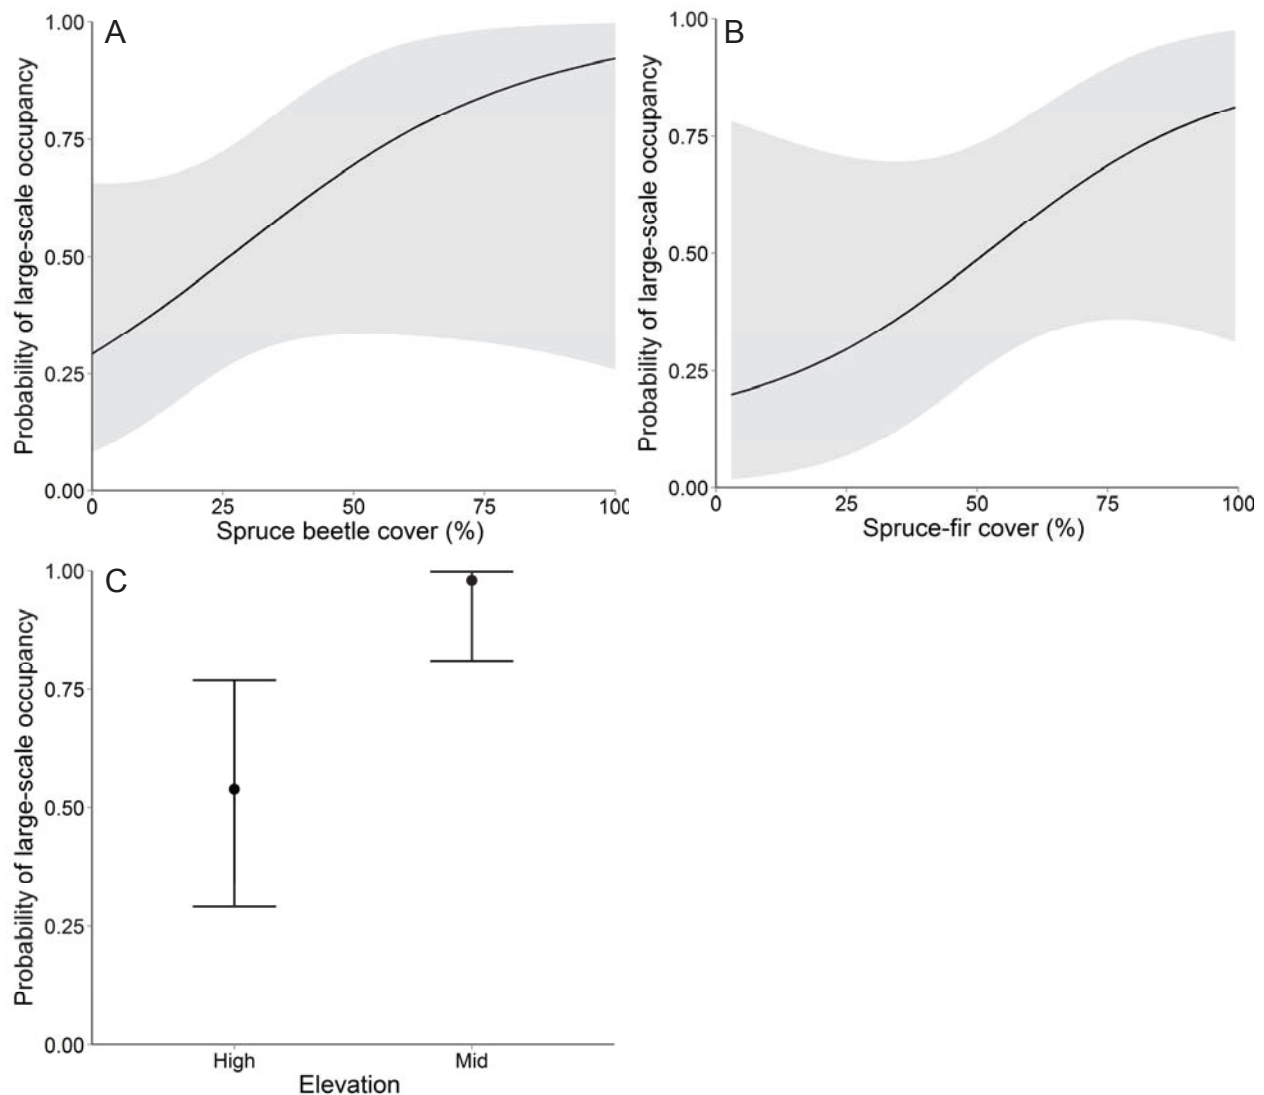 A
Probability of large-scale occupancy
1.00
0.75
0.50
0.25
0.00
0 25 50 75 100
Spruce beetle cover (%)
B
Probability of large-scale occupancy
1.00
0.75
0.50
0.25
0.00
0 25 50 75 100
Spruce-fir cover (%)
C
Probability of large-scale occupancy
1.00
0.75
0.50
0.25
0.00
High Mid
Elevation